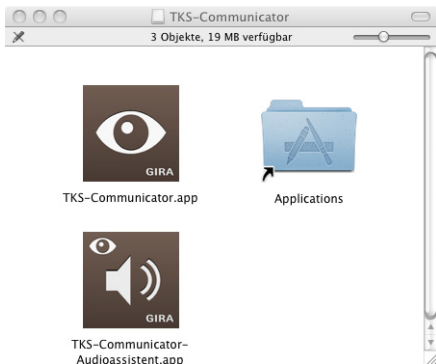 TKS-Communicator
3 Objekte, 19 MB verfügbar
GIRA
TKS-Communicator.app
Applications
GIRA
TKS-Communicator-
Audioassistent.app